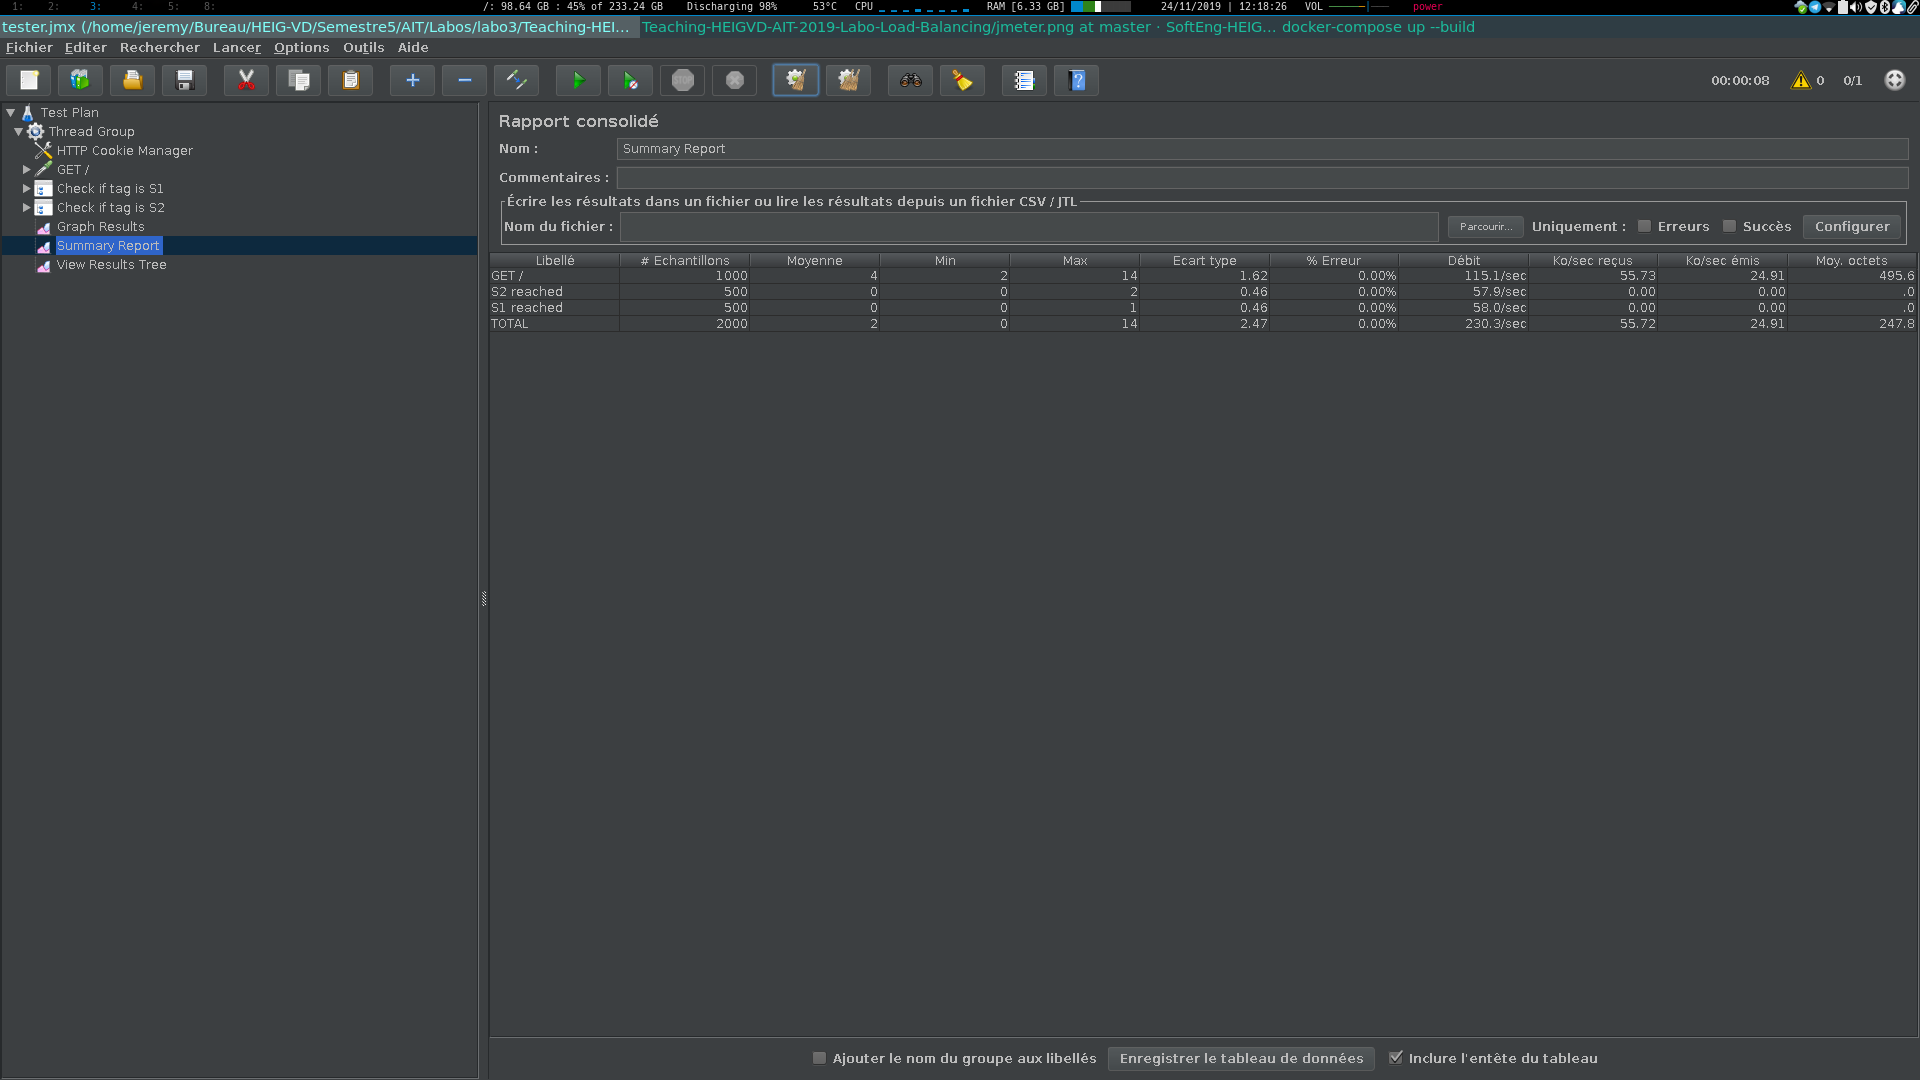 1: 2: 3: 4: 5: 8: /: 98.64 GB : 45% of 233.24 GB Discharging 98% 53°C CPU RAM [6.33 GB] 24/11/2019 | 12:18:26 VOL power
tester.jmx (/home/jeremy/Bureau/HEIG-VD/Semestre5/AIT/Labos/labo3/Teaching-HEI... Teaching-HEIGVD-AIT-2019-Labo-Load-Balancing/jmeter.png at master · SoftEng-HEIG... docker-compose up --build
Fichier Editer Rechercher Lancer Options Outils Aide
STOP 00:00:08 0 0/1
Test Plan
Thread Group
HTTP Cookie Manager
GET /
Check if tag is S1
Check if tag is S2
Graph Results
Summary Report
View Results Tree
Rapport consolidé
Nom : Summary Report
Commentaires :
Écrire les résultats dans un fichier ou lire les résultats depuis un fichier CSV / JTL
Nom du fichier : Parcourir... Uniquement : Erreurs Succès Configurer
Libellé # Echantillons Moyenne Min Max Ecart type % Erreur Débit Ko/sec reçus Ko/sec émis Moy. octets
GET / 1000 4 2 14 1.62 0.00% 115.1/sec 55.73 24.91 495.6
S2 reached 500 0 0 2 0.46 0.00% 57.9/sec 0.00 0.00 .0
S1 reached 500 0 0 1 0.46 0.00% 58.0/sec 0.00 0.00 .0
TOTAL 2000 2 0 14 2.47 0.00% 230.3/sec 55.72 24.91 247.8
Ajouter le nom du groupe aux libellés Enregistrer le tableau de données Inclure l'entête du tableau